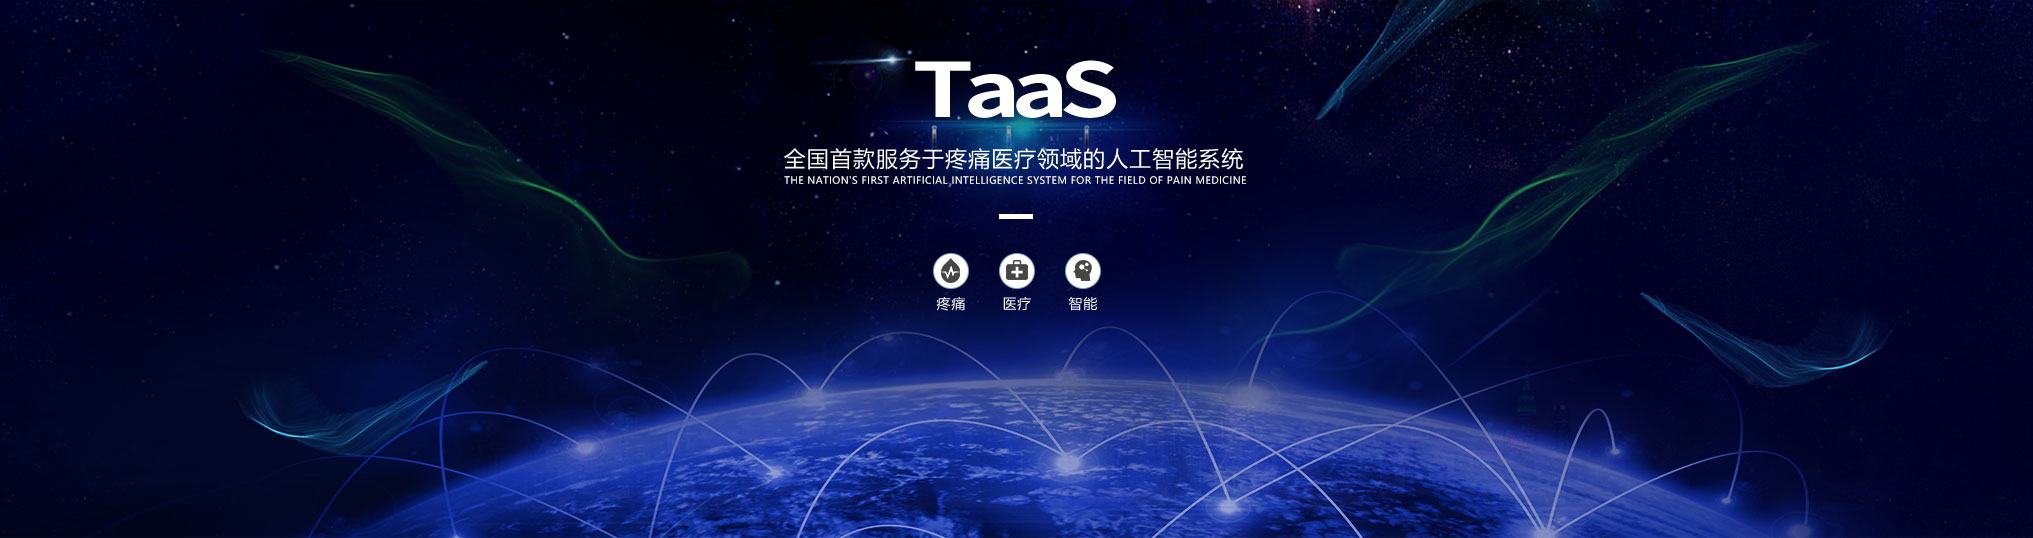 TaaS
全国首款服务于疼痛医疗领域的人工智能系统
THE NATION'S FIRST ARTIFICIAL INTELLIGENCE SYSTEM FOR THE FIELD OF PAIN MEDICINE
疼痛 医疗 智能